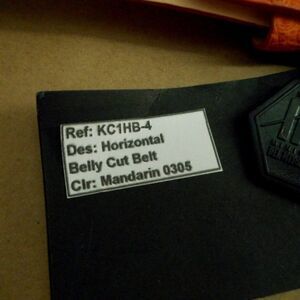 Ref: KC1HB-4
Des: Horizontal
Belly Cut Belt
Clr: Mandarin 0305